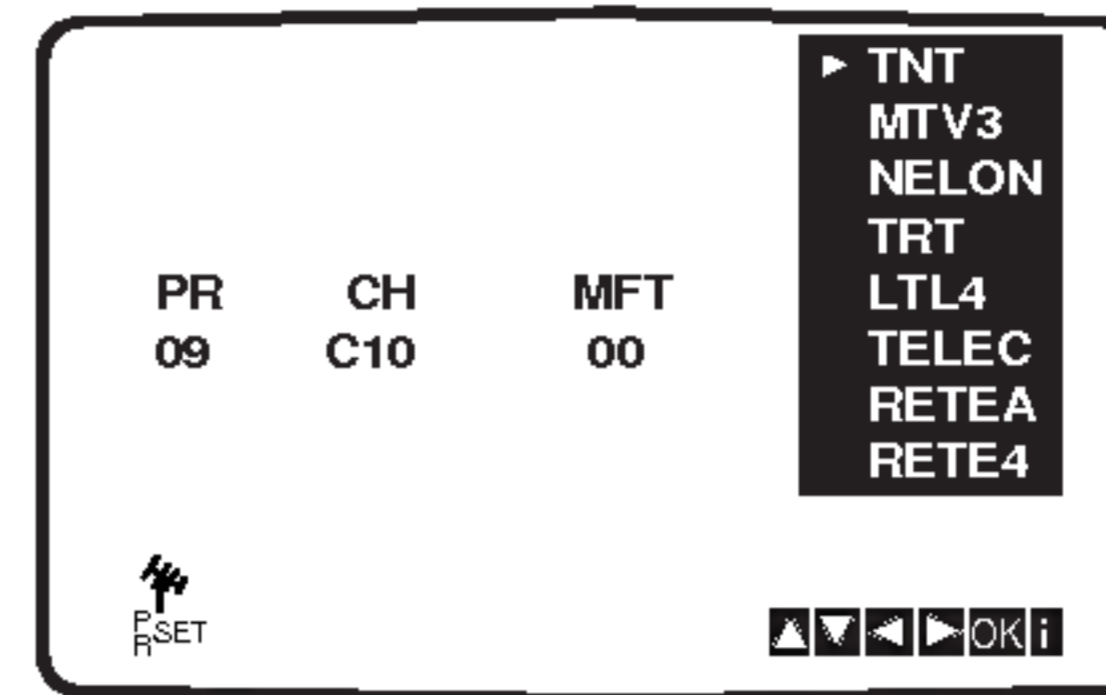 TNT
MTV3
NELON
TRT
PR CH MFT LTL4
09 C10 00 TELEC
RETEA
RETE4
PR SET OK i